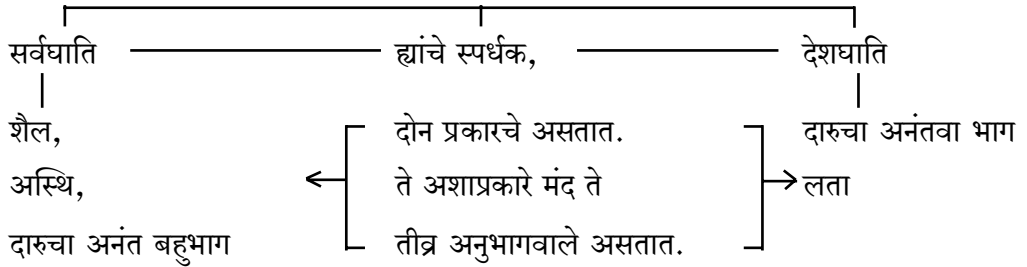 सर्वघाति ह्यांचे स्पर्धक, देशघाति
शैल, दोन प्रकारचे असतात. दारुचा अनंतवा भाग
अस्थि, ते अशाप्रकारे मंद ते लता
दारुचा अनंत बहुभाग तीव्र अनुभागवाले असतात.